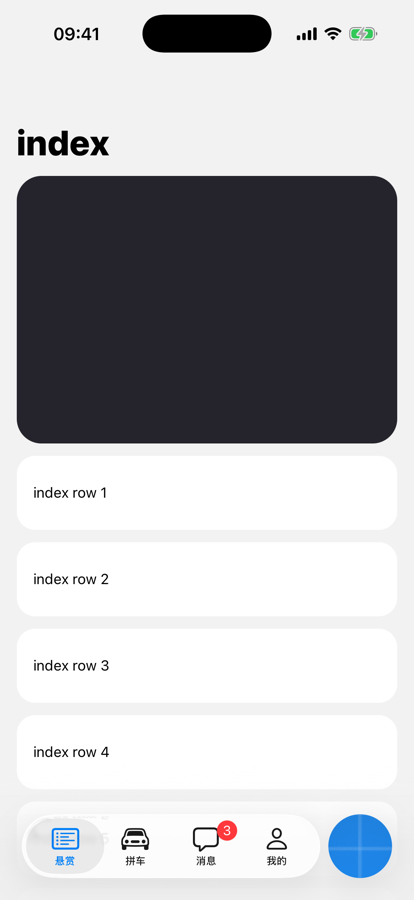 09:41
index
index row 1
index row 2
index row 3
index row 4
3
悬赏
拼车
消息
我的